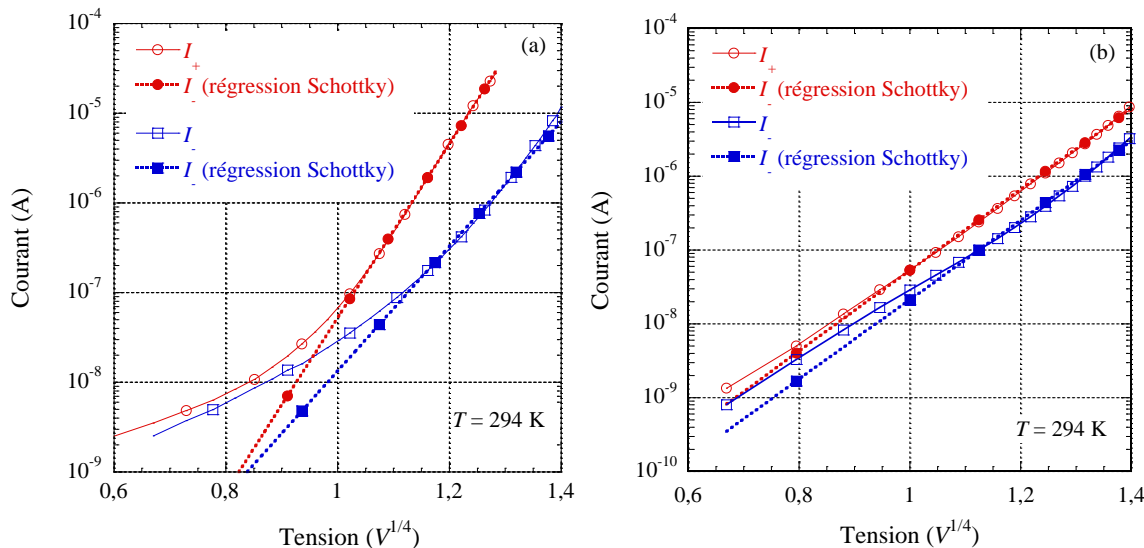 (a)
I+
I- (régression Schottky)
I-
I- (régression Schottky)
T = 294 K
10^-4
10^-5
10^-6
10^-7
10^-8
10^-9
0,6 0,8 1 1,2 1,4
Courant (A)
Tension (V^1/4)
(b)
I+
I- (régression Schottky)
I-
I- (régression Schottky)
T = 294 K
10^-4
10^-5
10^-6
10^-7
10^-8
10^-9
10^-10
0,6 0,8 1 1,2 1,4
Courant (A)
Tension (V^1/4)